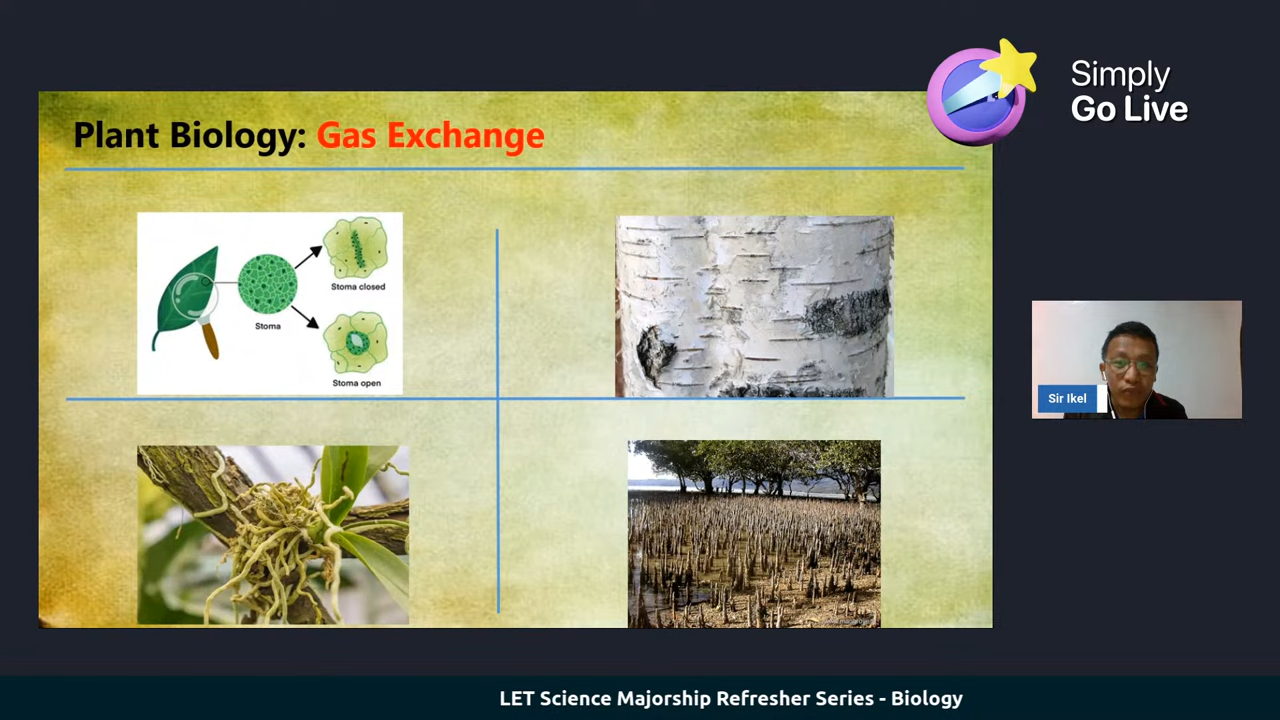 Simply
Go Live
Plant Biology: Gas Exchange
Stoma closed
Stoma
Stoma open
Sir Ikel
LET Science Majorship Refresher Series - Biology